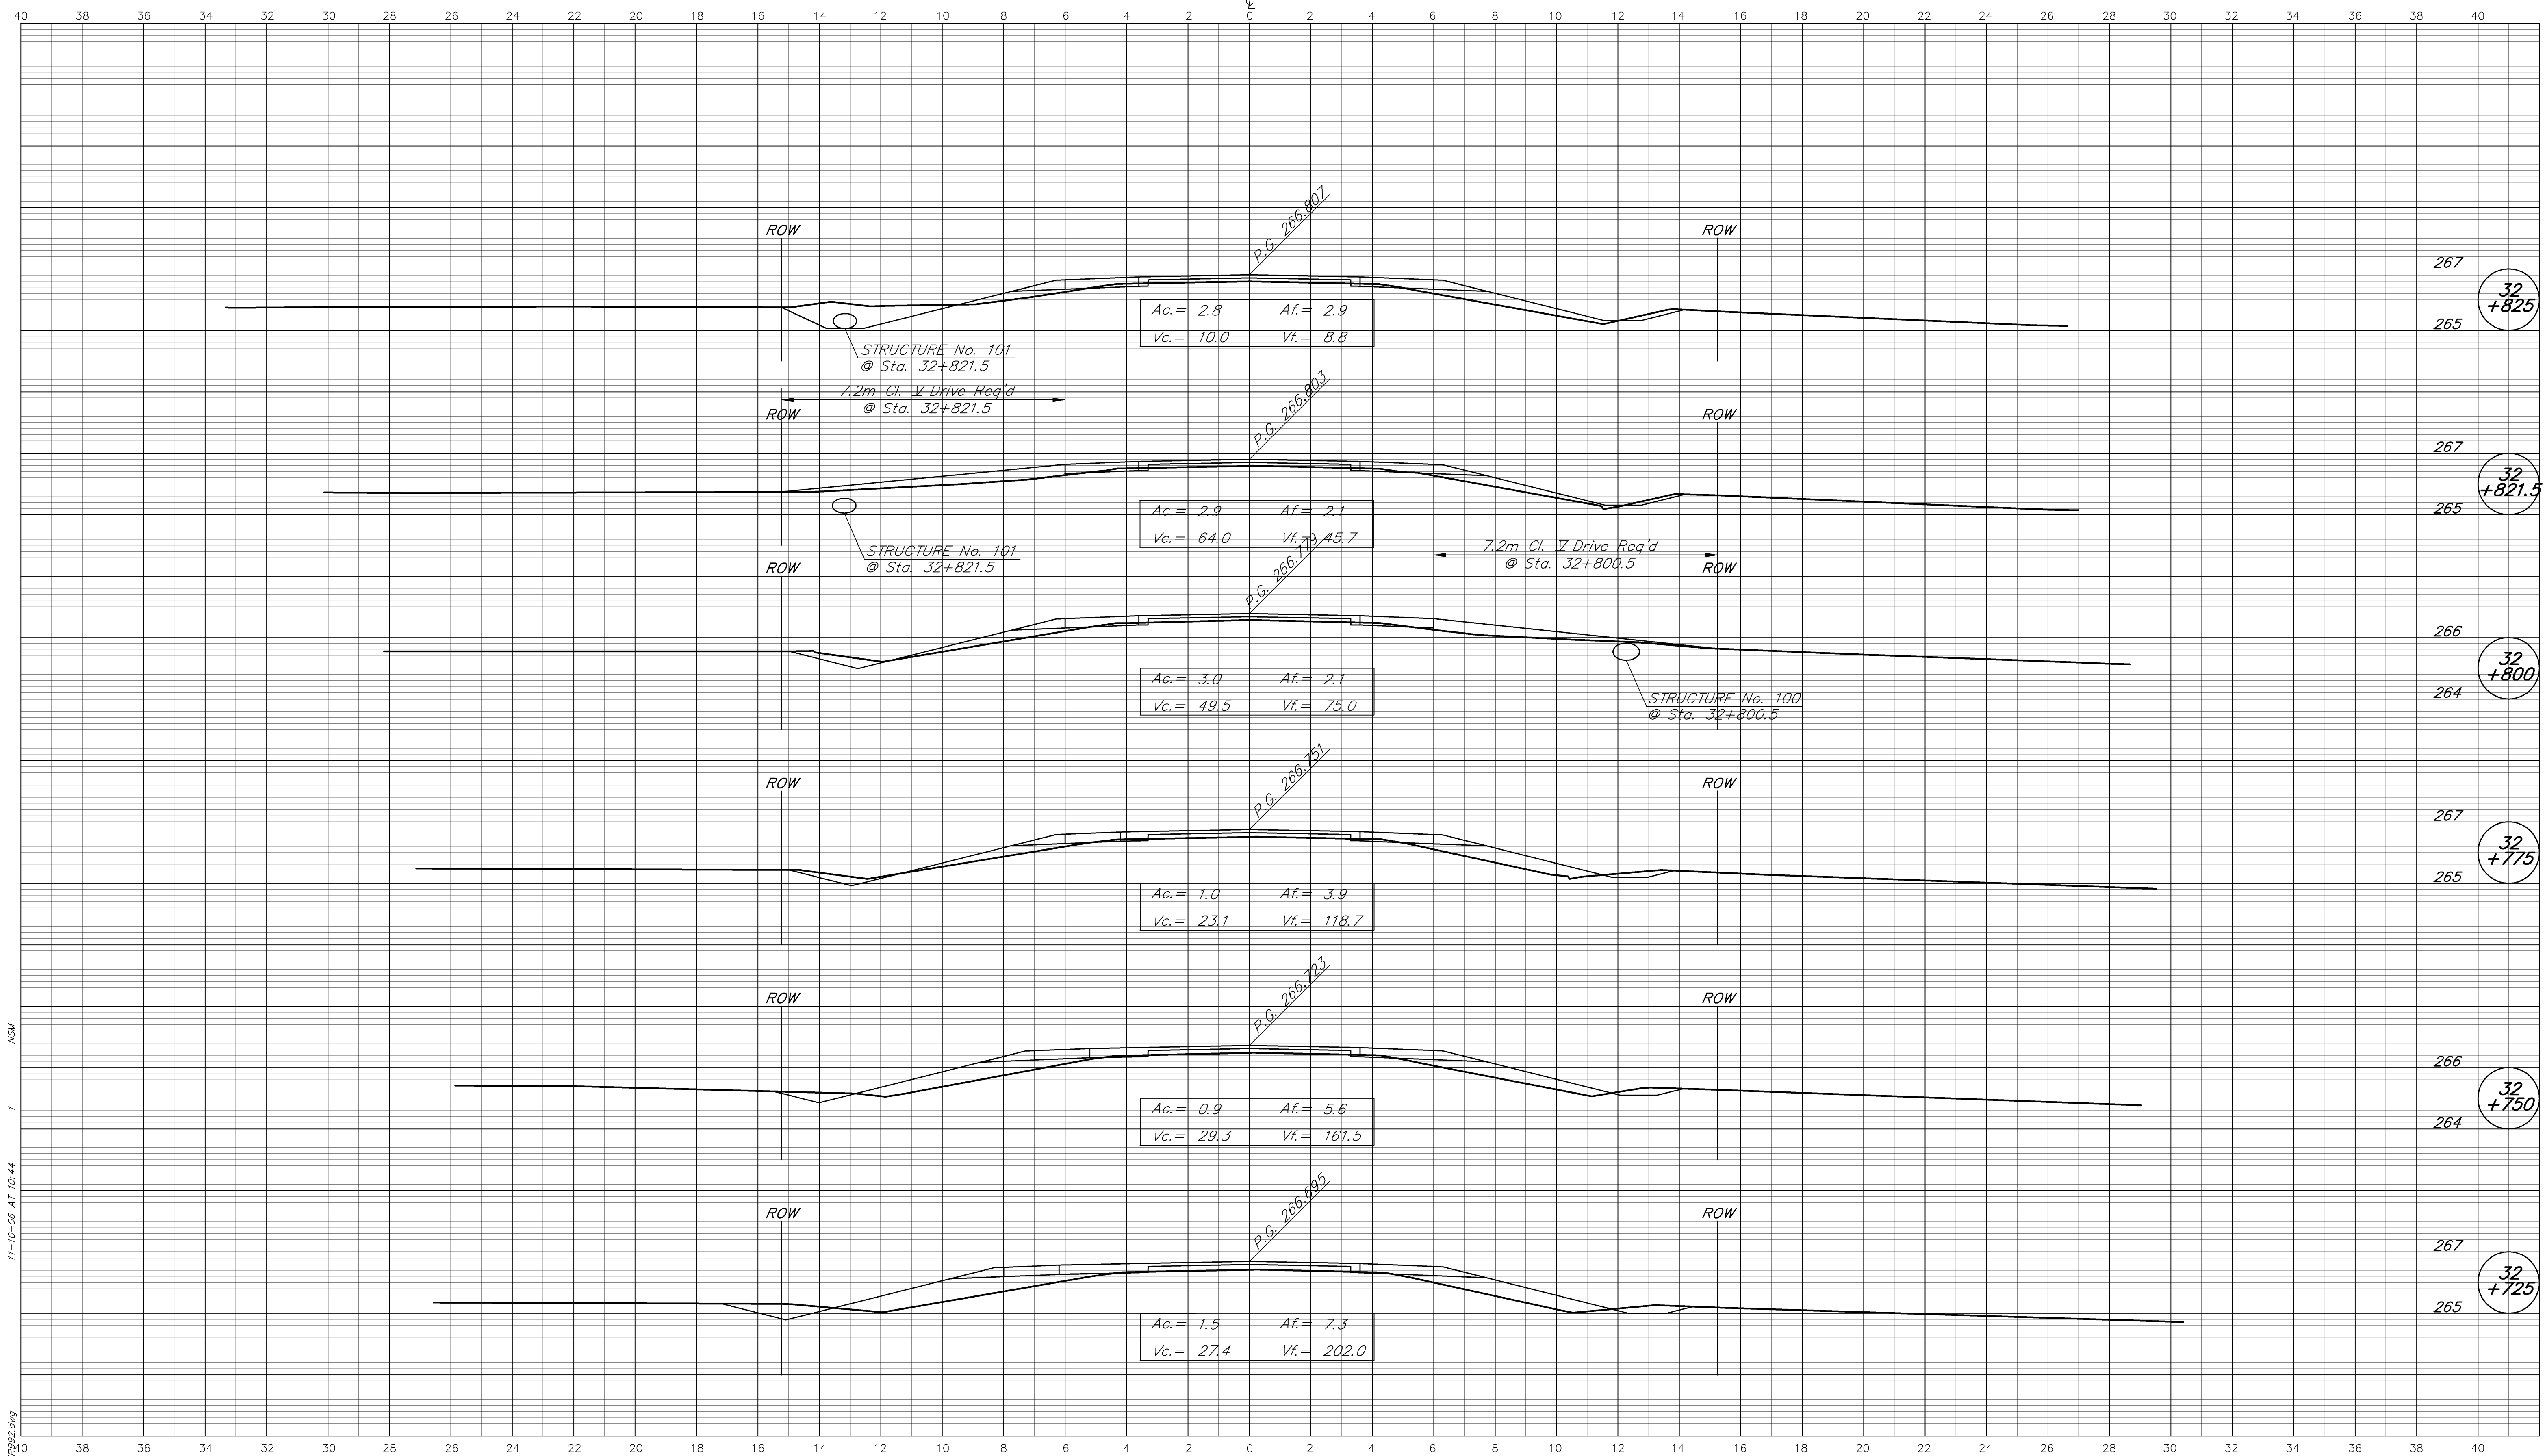 ℄
40 38 36 34 32 30 28 26 24 22 20 18 16 14 12 10 8 6 4 2 0 2 4 6 8 10 12 14 16 18 20 22 24 26 28 30 32 34 36 38 40
P.G. 266.807
ROW ROW
267
32
+825
265
Ac.= 2.8 Af.= 2.9
Vc.= 10.0 Vf.= 8.8
STRUCTURE No. 101
@ Sta. 32+821.5
7.2m Cl. V Drive Req'd
@ Sta. 32+821.5
P.G. 266.803
ROW ROW
267
32
+821.5
265
Ac.= 2.9 Af.= 2.1
Vc.= 64.0 Vf.= 45.7
STRUCTURE No. 101
@ Sta. 32+821.5
7.2m Cl. V Drive Req'd
@ Sta. 32+800.5
P.G. 266.779
ROW ROW
266
32
+800
264
Ac.= 3.0 Af.= 2.1
Vc.= 49.5 Vf.= 75.0
STRUCTURE No. 100
@ Sta. 32+800.5
P.G. 266.751
ROW ROW
267
32
+775
265
Ac.= 1.0 Af.= 3.9
Vc.= 23.1 Vf.= 118.7
P.G. 266.723
ROW ROW
266
32
+750
264
Ac.= 0.9 Af.= 5.6
Vc.= 29.3 Vf.= 161.5
P.G. 266.695
ROW ROW
267
32
+725
265
Ac.= 1.5 Af.= 7.3
Vc.= 27.4 Vf.= 202.0
40 38 36 34 32 30 28 26 24 22 20 18 16 14 12 10 8 6 4 2 0 2 4 6 8 10 12 14 16 18 20 22 24 26 28 30 32 34 36 38 40
11-10-06 AT 10:44 1 NSM